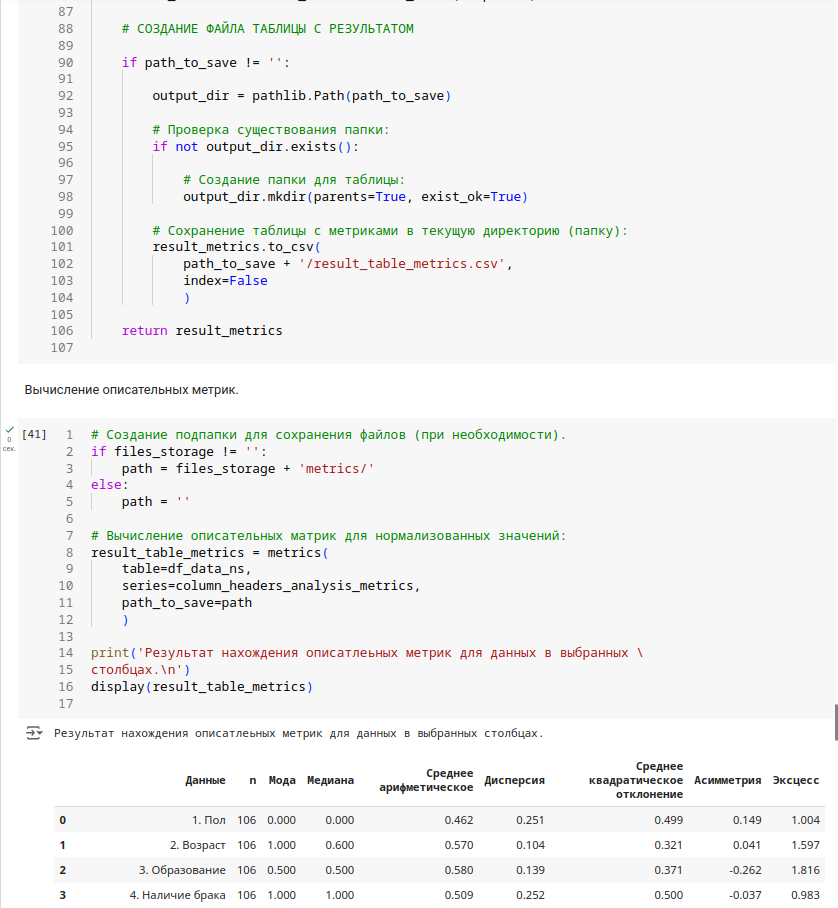 87
88 # СОЗДАНИЕ ФАЙЛА ТАБЛИЦЫ С РЕЗУЛЬТАТОМ
89
90 if path_to_save != '':
91
92 output_dir = pathlib.Path(path_to_save)
93
94 # Проверка существования папки:
95 if not output_dir.exists():
96
97 # Создание папки для таблицы:
98 output_dir.mkdir(parents=True, exist_ok=True)
99
100 # Сохранение таблицы с метриками в текущую директорию (папку):
101 result_metrics.to_csv(
102 path_to_save + '/result_table_metrics.csv',
103 index=False
104 )
105
106 return result_metrics
107
Вычисление описательных метрик.
0 сек.
[41] 1 # Создание подпапки для сохранения файлов (при необходимости).
2 if files_storage != '':
3 path = files_storage + 'metrics/'
4 else:
5 path = ''
6
7 # Вычисление описательных матрик для нормализованных значений:
8 result_table_metrics = metrics(
9 table=df_data_ns,
10 series=column_headers_analysis_metrics,
11 path_to_save=path
12 )
13
14 print('Результат нахождения описатлеьных метрик для данных в выбранных \
15 столбцах.\n')
16 display(result_table_metrics)
17
Результат нахождения описатлеьных метрик для данных в выбранных столбцах.
Данные n Мода Медиана Среднее арифметическое Дисперсия Среднее квадратическое отклонение Асимметрия Эксцесс
0 1. Пол 106 0.000 0.000 0.462 0.251 0.499 0.149 1.004
1 2. Возраст 106 1.000 0.600 0.570 0.104 0.321 0.041 1.597
2 3. Образование 106 0.500 0.500 0.580 0.139 0.371 -0.262 1.816
3 4. Наличие брака 106 1.000 1.000 0.509 0.252 0.500 -0.037 0.983